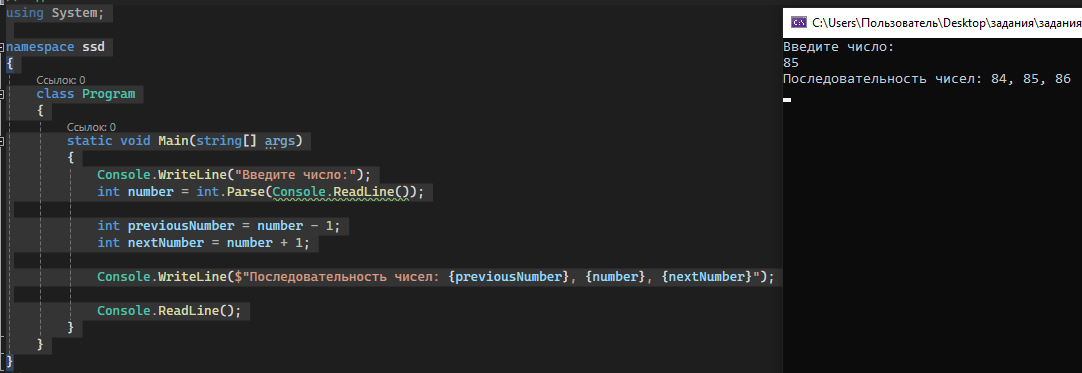 using System;
namespace ssd
{
Ссылок: 0
class Program
{
Ссылок: 0
static void Main(string[] args)
{
Console.WriteLine("Введите число:");
int number = int.Parse(Console.ReadLine());
int previousNumber = number - 1;
int nextNumber = number + 1;
Console.WriteLine($"Последовательность чисел: {previousNumber}, {number}, {nextNumber}");
Console.ReadLine();
}
}
}
C:\Users\Пользователь\Desktop\задания\задания
Введите число:
85
Последовательность чисел: 84, 85, 86